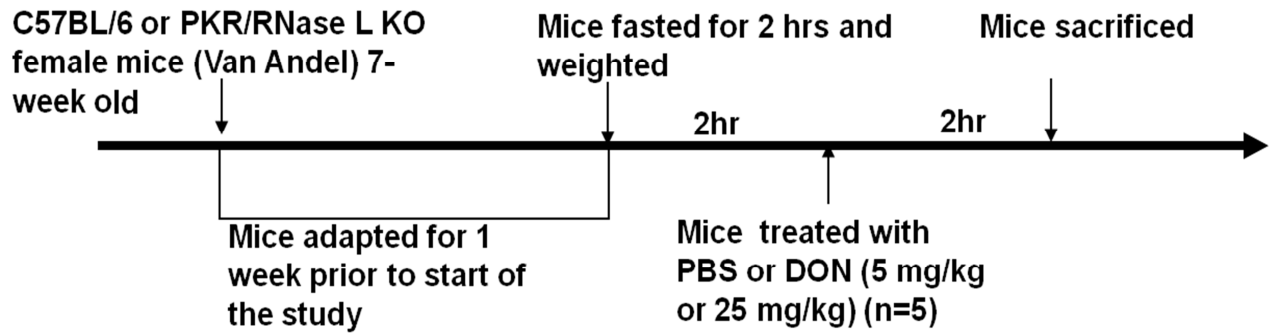 C57BL/6 or PKR/RNase L KO
female mice (Van Andel) 7-
week old
Mice fasted for 2 hrs and
weighted
Mice sacrificed
2hr
2hr
Mice adapted for 1
week prior to start of
the study
Mice  treated with
PBS or DON (5 mg/kg
or 25 mg/kg) (n=5)